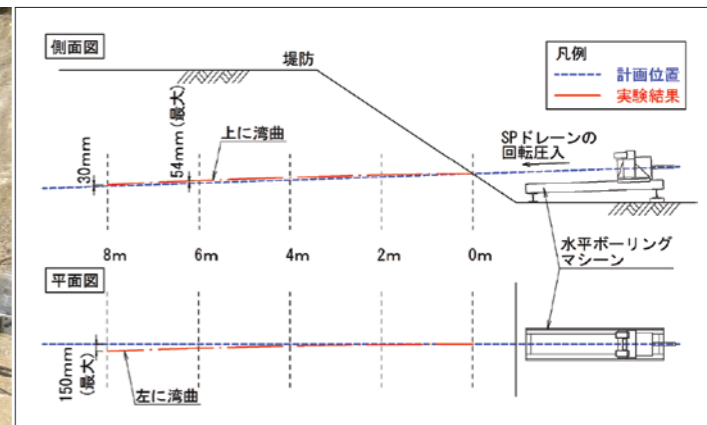 側面図
堤防
凡例
計画位置
実験結果
30mm
54mm(最大)
上に湾曲
SPドレーンの
回転圧入
8m
6m
4m
2m
0m
水平ボーリング
マシーン
平面図
150mm
(最大)
左に湾曲